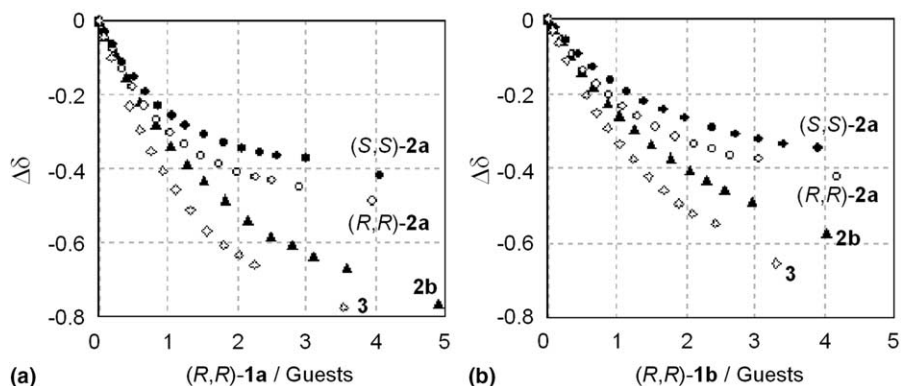 0
-0.2
-0.4
-0.6
-0.8
Δδ
0 1 2 3 4 5
(S,S)-2a
(R,R)-2a
2b
3
(a) (R,R)-1a / Guests
0
-0.2
-0.4
-0.6
-0.8
Δδ
0 1 2 3 4 5
(S,S)-2a
(R,R)-2a
2b
3
(b) (R,R)-1b / Guests